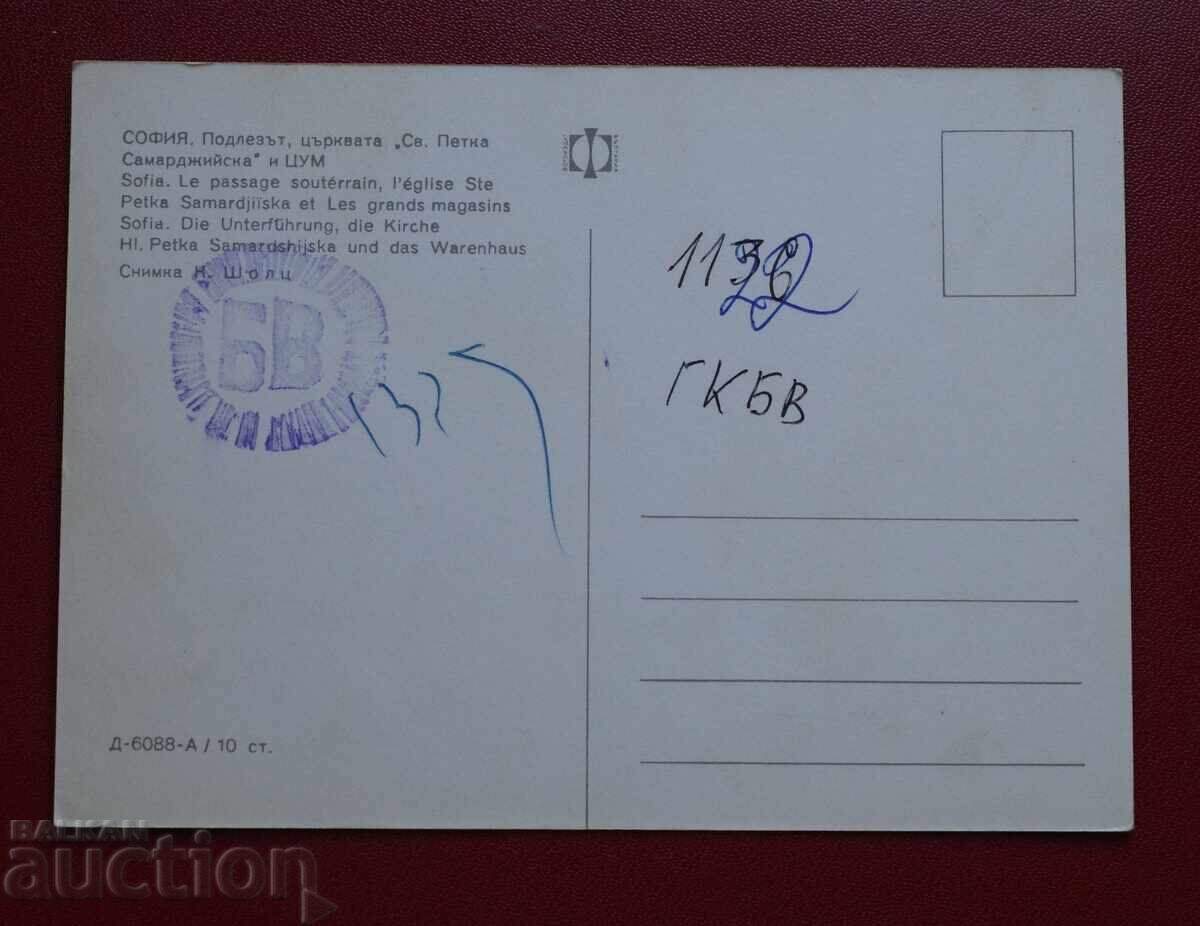 СОФИЯ. Подлезът, църквата „Св. Петка
Самарджийска" и ЦУМ
Sofia. Le passage soutérrain, l'église Ste
Petka Samardjiïska et Les grands magasins
Sofia. Die Unterführung, die Kirche
Hl. Petka Samardshijska und das Warenhaus
Снимка Н. Шолц
БВ
ГКБВ
Д-6088-А / 10 ст.
BALKAN
auction